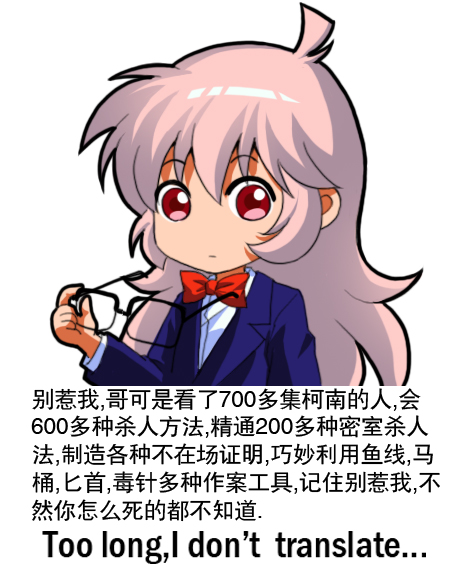 别惹我,哥可是看了700多集柯南的人,会
600多种杀人方法,精通200多种密室杀人
法,制造各种不在场证明,巧妙利用鱼线,马
桶,匕首,毒针多种作案工具,记住别惹我,不
然你怎么死的都不知道.
Too long,I don't translate...